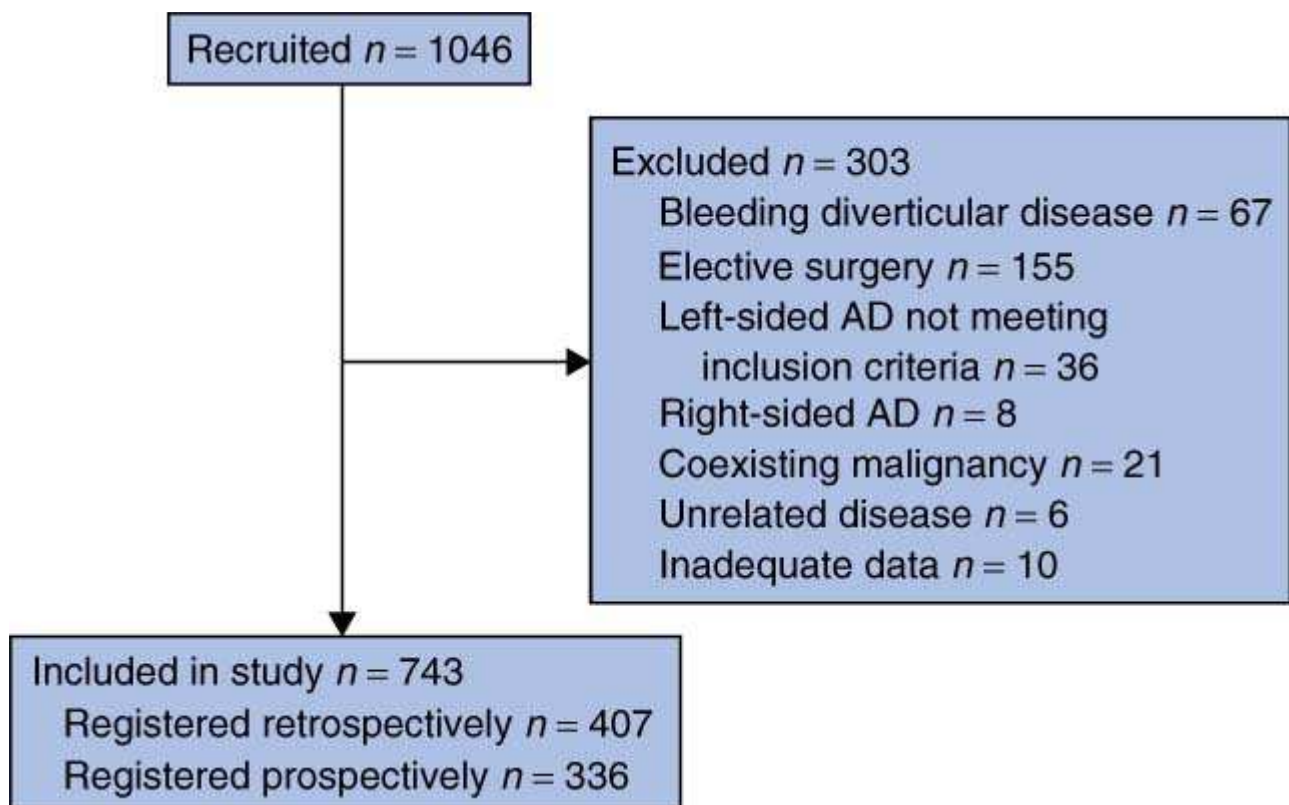 Recruited n = 1046
Excluded n = 303
Bleeding diverticular disease n = 67
Elective surgery n = 155
Left-sided AD not meeting
inclusion criteria n = 36
Right-sided AD n = 8
Coexisting malignancy n = 21
Unrelated disease n = 6
Inadequate data n = 10
Included in study n = 743
Registered retrospectively n = 407
Registered prospectively n = 336